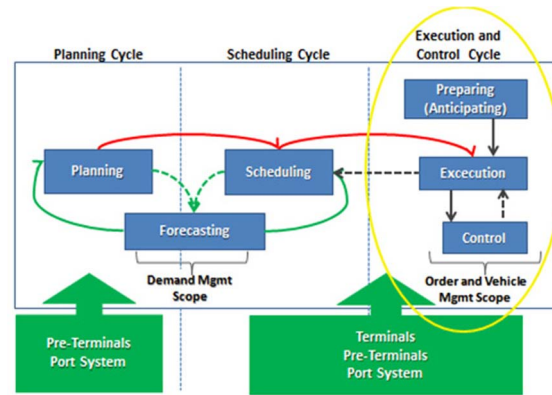 Planning Cycle
Scheduling Cycle
Execution and
Control Cycle
Preparing
(Anticipating)
Planning
Scheduling
Excecution
Forecasting
Control
Demand Mgmt
Scope
Order and Vehicle
Mgmt Scope
Pre-Terminals
Port System
Terminals
Pre-Terminals
Port System